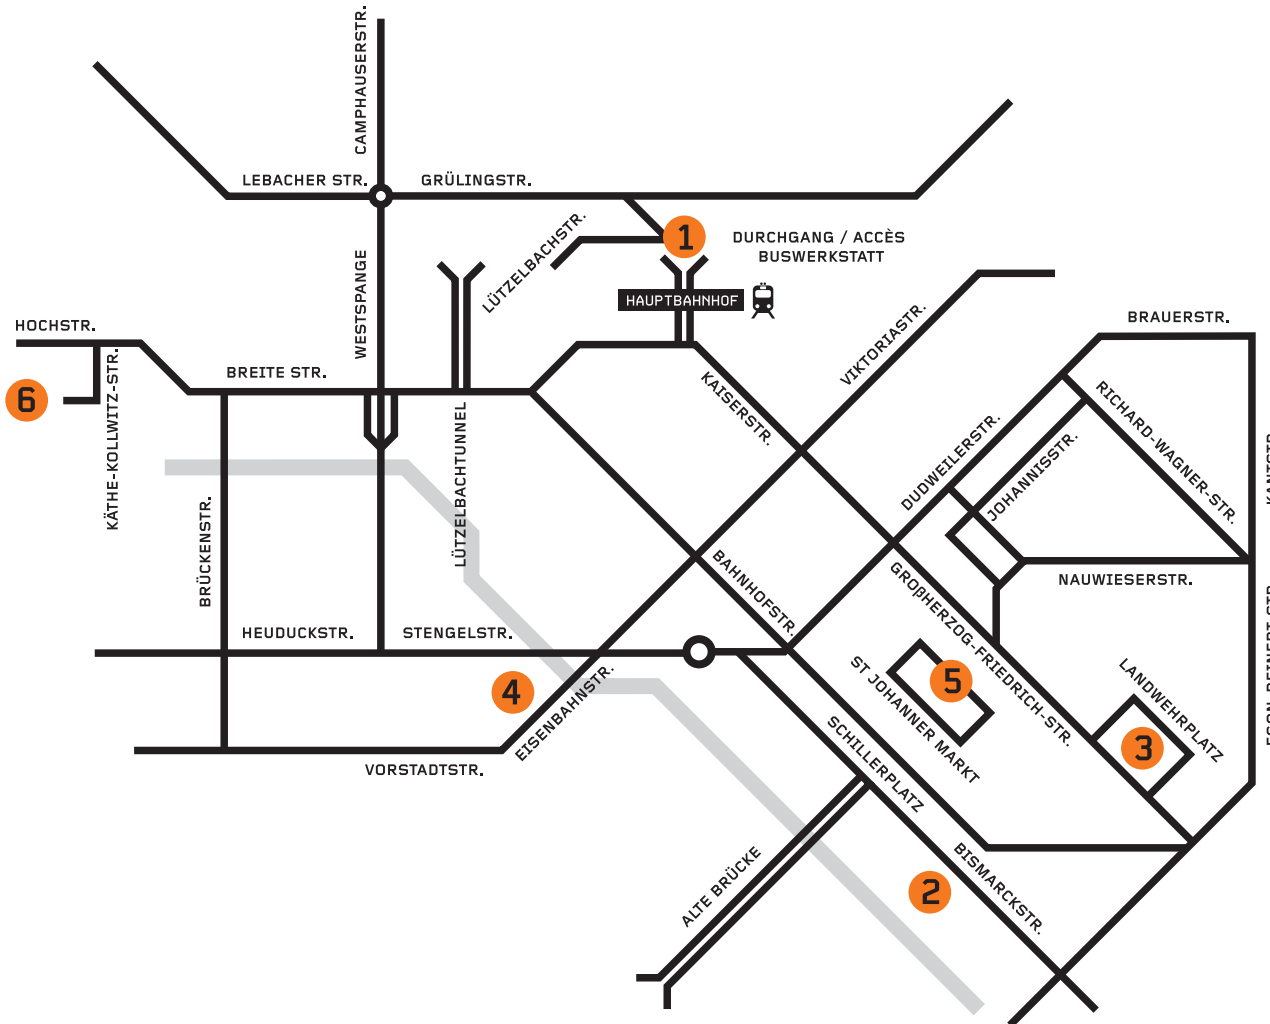 CAMPHAUSERSTR.
LEBACHER STR.
GRÜLINGSTR.
LÜTZELBACHSTR.
1
DURCHGANG / ACCÈS
BUSWERKSTATT
WESTSPANGE
HAUPTBAHNHOF
VIKTORIASTR.
BRAUERSTR.
HOCHSTR.
6
KÄTHE-KOLLWITZ-STR.
BREITE STR.
KAISERSTR.
RICHARD-WAGNER-STR.
DUDWEILERSTR.
JOHANNISSTR.
KANTSTR.
LÜTZELBACHTUNNEL
BRÜCKENSTR.
BAHNHOFSTR.
GROßHERZOG-FRIEDRICH-STR.
NAUWIESERSTR.
HEUDUCKSTR.
STENGELSTR.
4
EISENBAHNSTR.
ST JOHANNER MARKT
5
LANDWEHRPLATZ
3
VORSTADTSTR.
SCHILLERPLATZ
ALTE BRÜCKE
2
BISMARCKSTR.